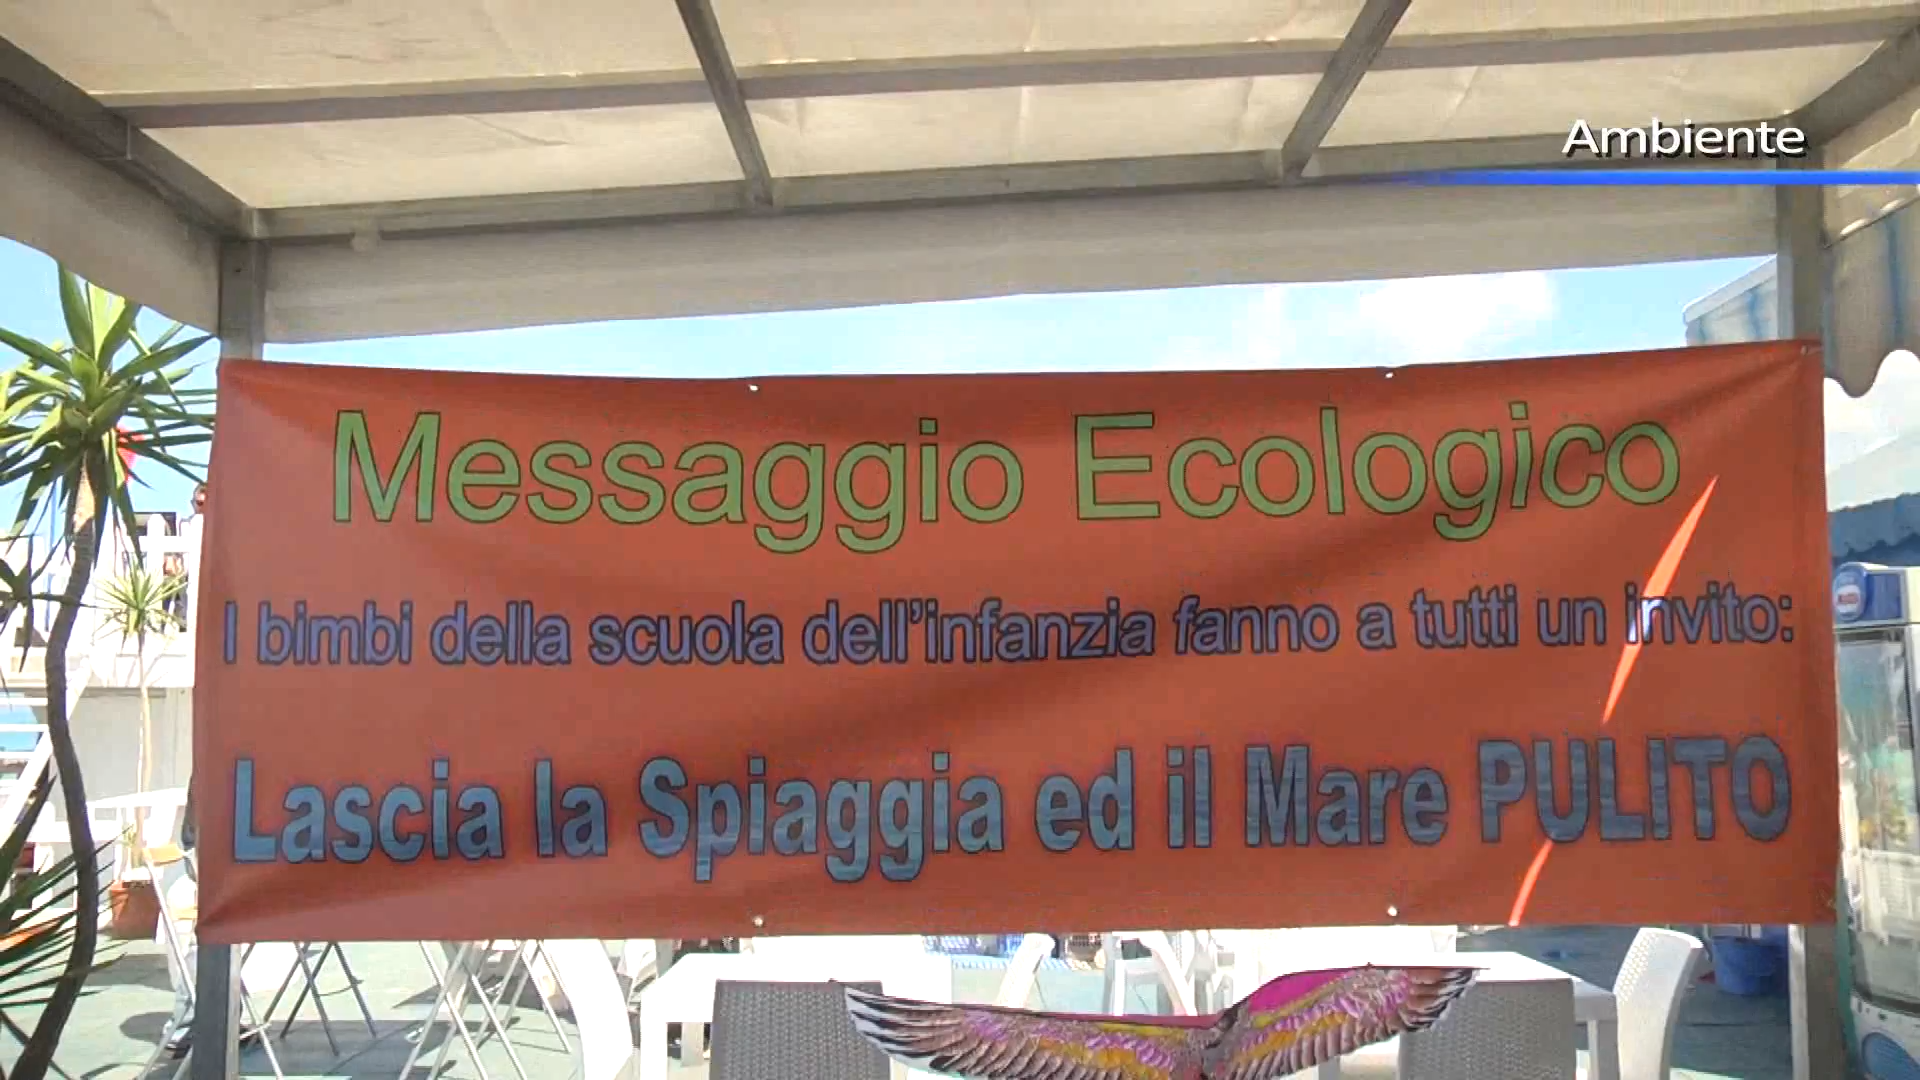 Ambiente
Messaggio Ecologico
I bimbi della scuola dell'infanzia fanno a tutti un invito:
Lascia la Spiaggia ed il Mare PULITO